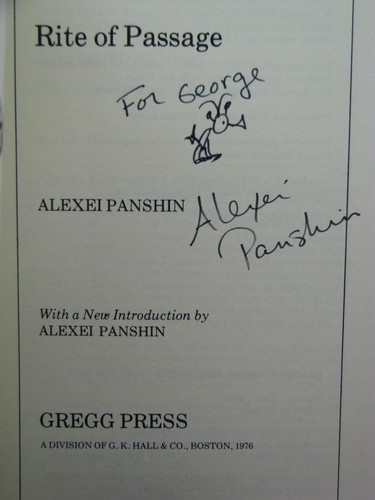 Rite of Passage
For George
ALEXEI PANSHIN
Alexei
Panshin
With a New Introduction by
ALEXEI PANSHIN
GREGG PRESS
A DIVISION OF G. K. HALL & CO., BOSTON, 1976